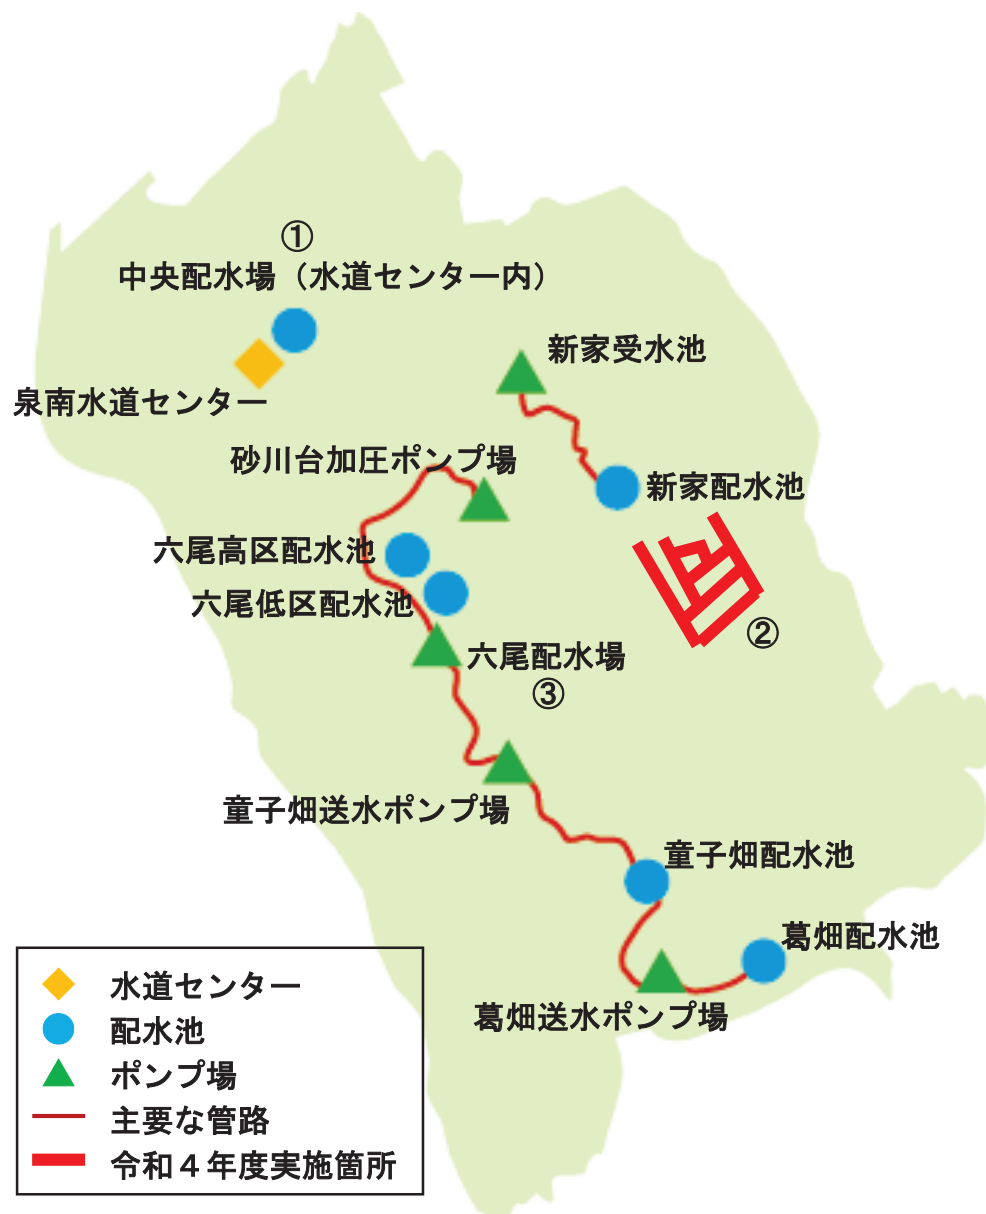 ①
中央配水場（水道センター内）
新家受水池
泉南水道センター
砂川台加圧ポンプ場
新家配水池
六尾高区配水池
六尾低区配水池
②
六尾配水場
③
童子畑送水ポンプ場
童子畑配水池
葛畑配水池
葛畑送水ポンプ場
水道センター
配水池
ポンプ場
主要な管路
令和４年度実施箇所